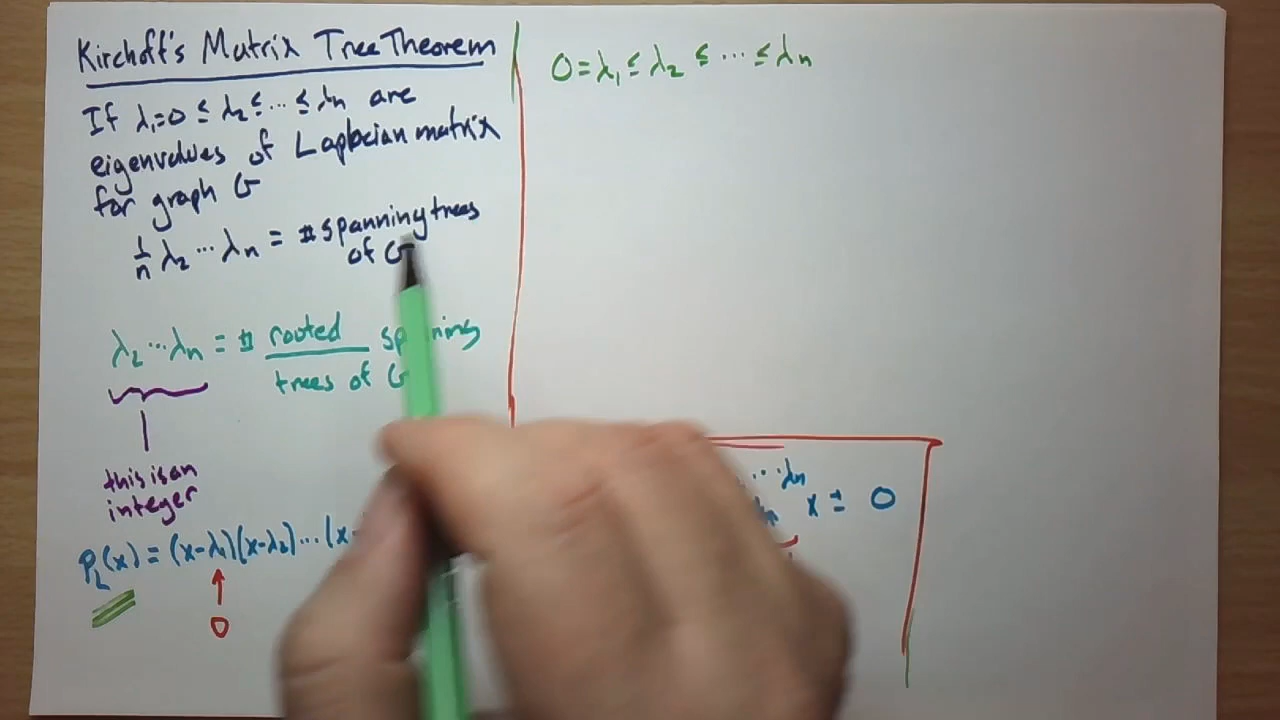 Kirchoff's Matrix Tree Theorem
If λ₁=0 ≤ λ₂ ≤ ··· ≤ λn are
eigenvalues of Laplacian matrix
for graph G
1/n λ₂ ··· λn = # spanning trees
of G
λ₂ ··· λn = # rooted
trees of G
this is an
integer
P_L(x) = (x-λ₁)(x-λ₂)···(x-
0
0=λ₁ ≤ λ₂ ≤ ··· ≤ λn
··· λn
λn x ± 0